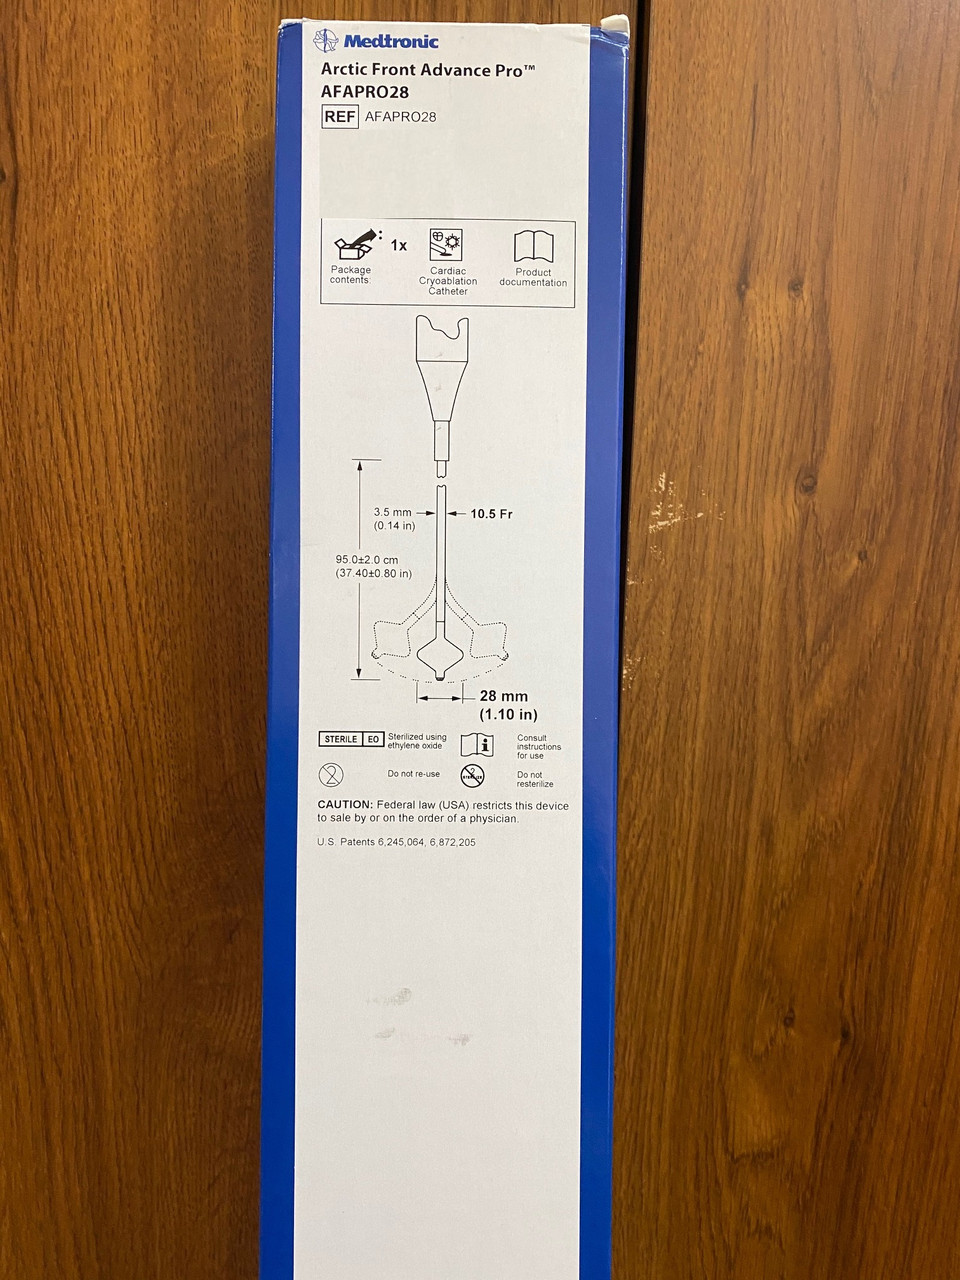 Medtronic
Arctic Front Advance Pro™
AFAPRO28
REF AFAPRO28
1x
Package
contents:
Cardiac
Cryoablation
Catheter
Product
documentation
3.5 mm
(0.14 in)
10.5 Fr
95.0±2.0 cm
(37.40±0.80 in)
28 mm
(1.10 in)
STERILE EO
Sterilized using
ethylene oxide
i
Consult
instructions
for use
2
Do not re-use
2
STERILIZE
Do not
resterilize
CAUTION: Federal law (USA) restricts this device
to sale by or on the order of a physician.
U.S. Patents 6,245,064, 6,872,205